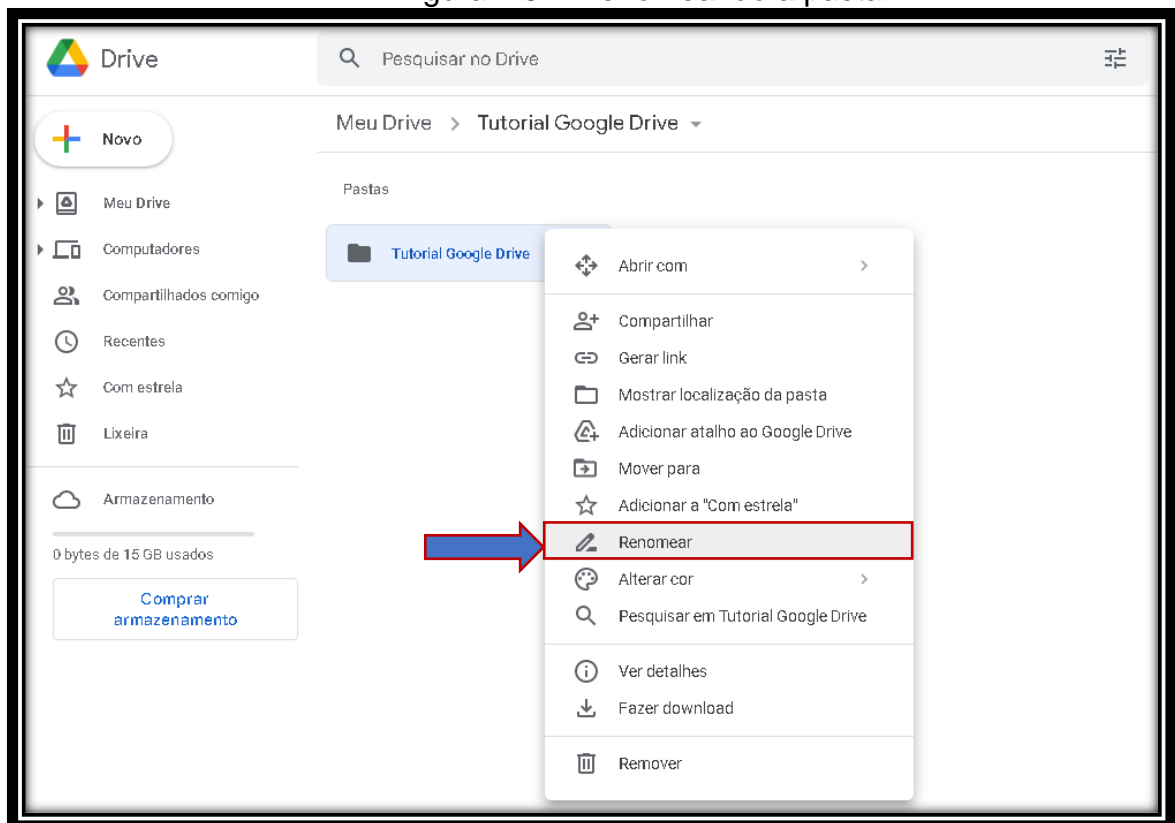 a pasta
Drive
Pesquisar no Drive
Novo
Meu Drive > Tutorial Google Drive
Meu Drive
Computadores
Compartilhados comigo
Recentes
Com estrela
Lixeira
Armazenamento
0 bytes de 15 GB usados
Comprar
armazenamento
Pastas
Tutorial Google Drive
Abrir com
Compartilhar
Gerar link
Mostrar localização da pasta
Adicionar atalho ao Google Drive
Mover para
Adicionar a "Com estrela"
Renomear
Alterar cor
Pesquisar em Tutorial Google Drive
Ver detalhes
Fazer download
Remover